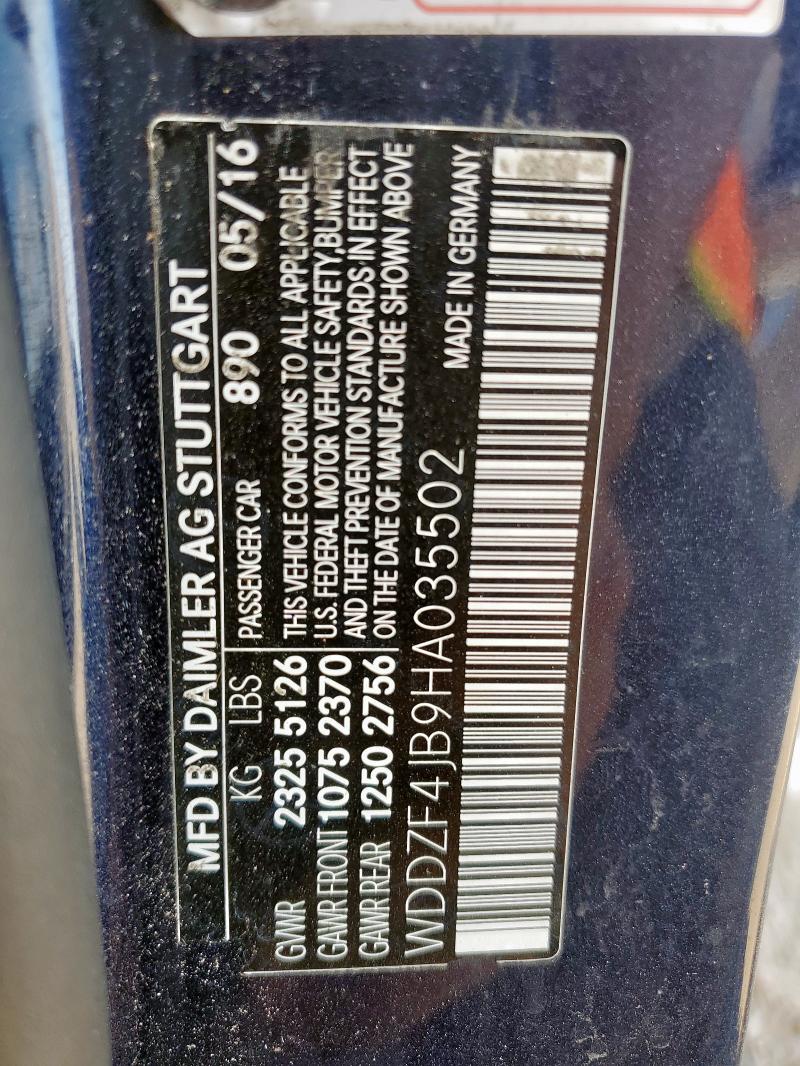 MFD BY DAIMLER AG STUTTGART
KG LBS PASSENGER CAR 890 05/16
GVWR 2325 5126
GAWR FRONT 1075 2370
GAWR REAR 1250 2756
THIS VEHICLE CONFORMS TO ALL APPLICABLE
U.S. FEDERAL MOTOR VEHICLE SAFETY, BUMPER
AND THEFT PREVENTION STANDARDS IN EFFECT
ON THE DATE OF MANUFACTURE SHOWN ABOVE
WDDZF4JB9HA035502 MADE IN GERMANY